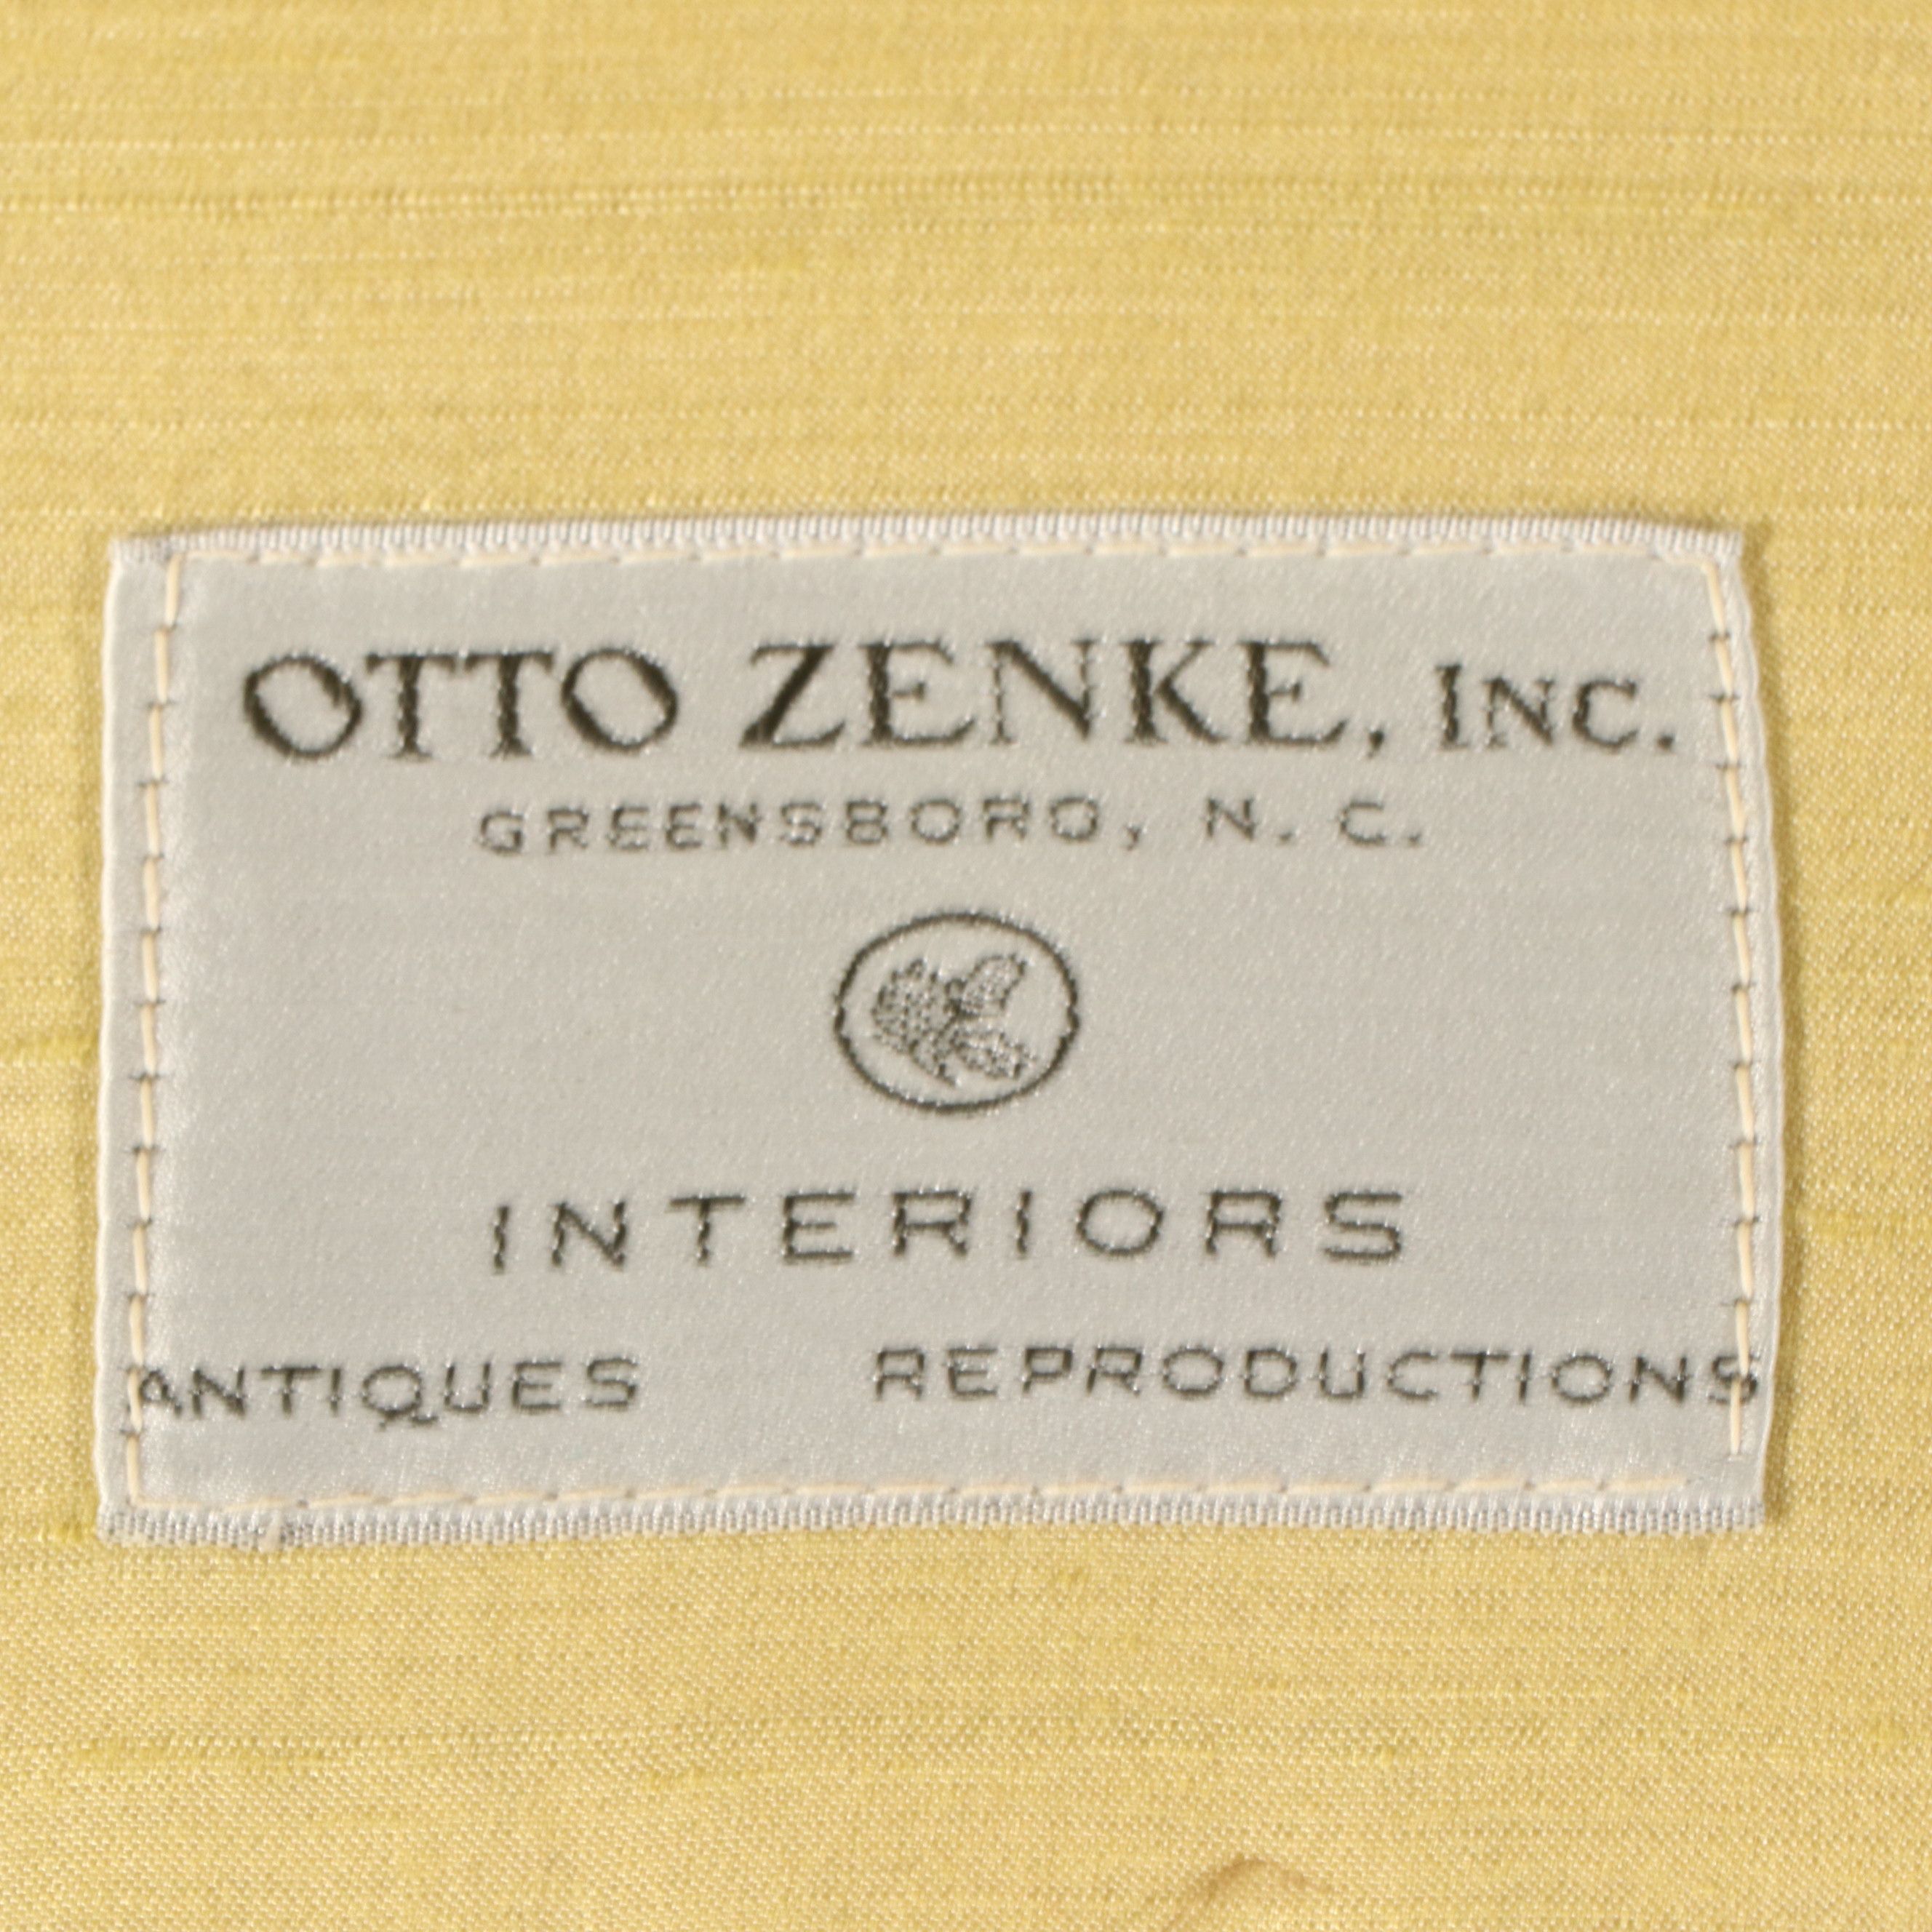 OTTO ZENKE, INC.
GREENSBORO, N. C.
INTERIORS
ANTIQUES REPRODUCTIONS